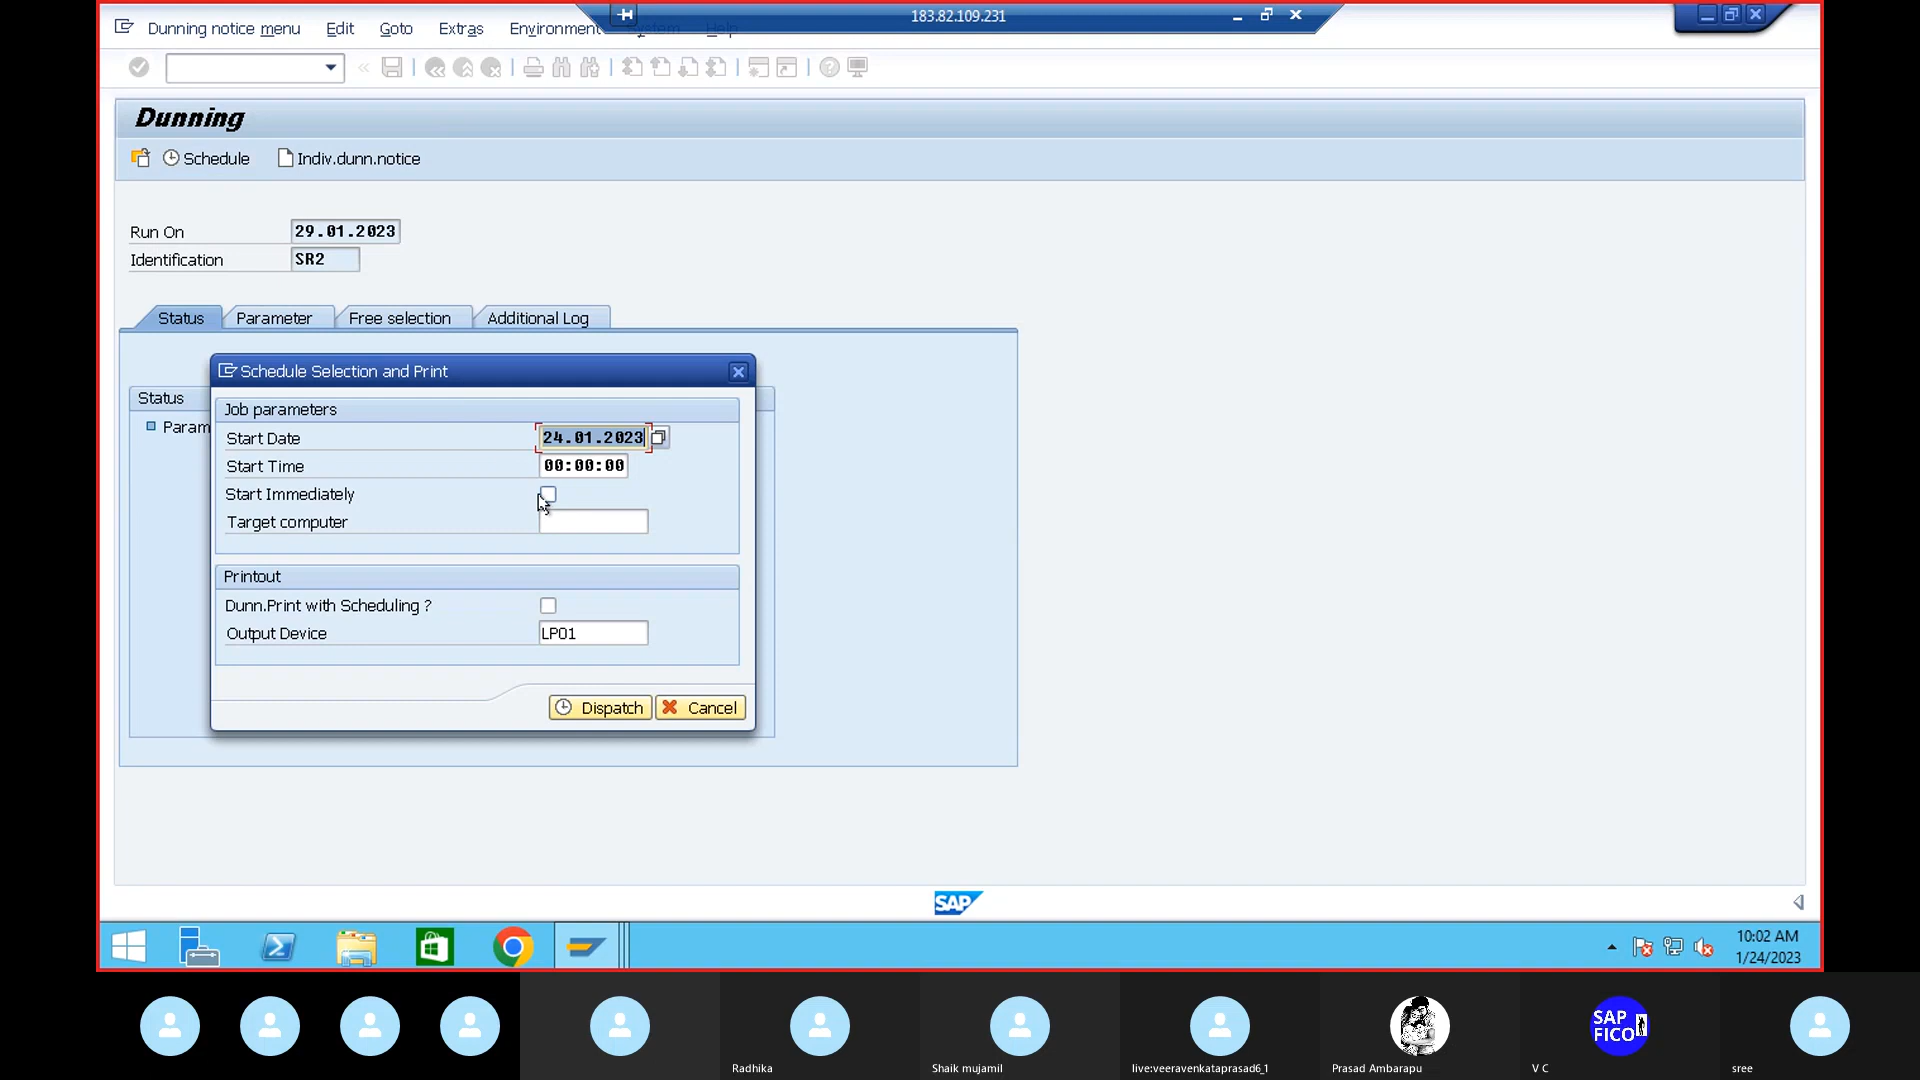 183.82.109.231
Dunning notice menu Edit Goto Extras Environment System Help
Dunning
Schedule Indiv.dunn.notice
Run On 29.01.2023
Identification SR2
Status Parameter Free selection Additional Log
Schedule Selection and Print
Status
Job parameters
Param
Start Date 24.01.2023
Start Time 00:00:00
Start Immediately
Target computer
Printout
Dunn.Print with Scheduling ?
Output Device LP01
Dispatch Cancel
SAP
10:02 AM
1/24/2023
SAP
FICO
Radhika Shaik mujamil live:veeravenkataprasad6_1 Prasad Ambarapu V C sree